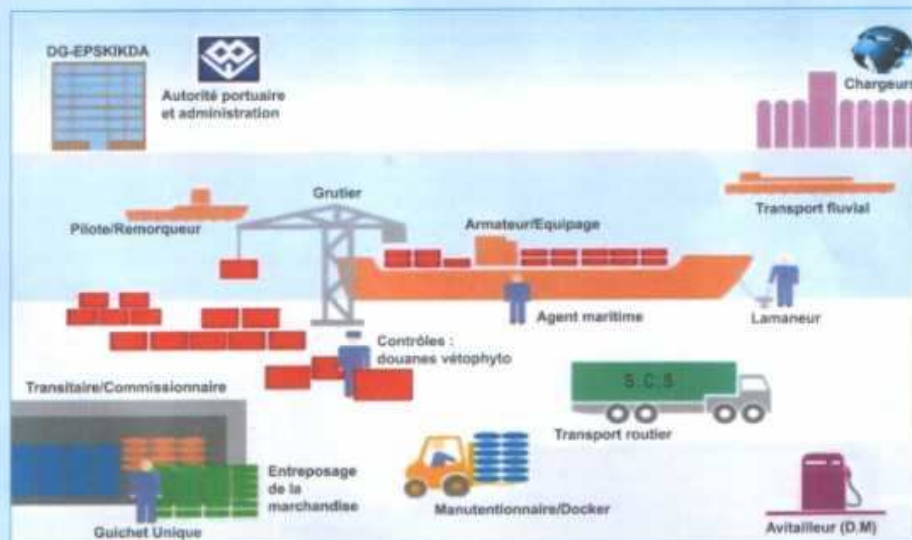 DG-EPSKIKDA
Autorité portuaire
et administration
Chargeurs
Pilote/Remorqueur
Grutier
Armateur/Equipage
Transport fluvial
Agent maritime
Lamaneur
Contrôles :
douanes vétophyto
Transitaire/Commissionnaire
S.C.S
Transport routier
Entreposage
de la
marchandise
Guichet Unique
Manutentionnaire/Docker
Avitailleur (D.M)